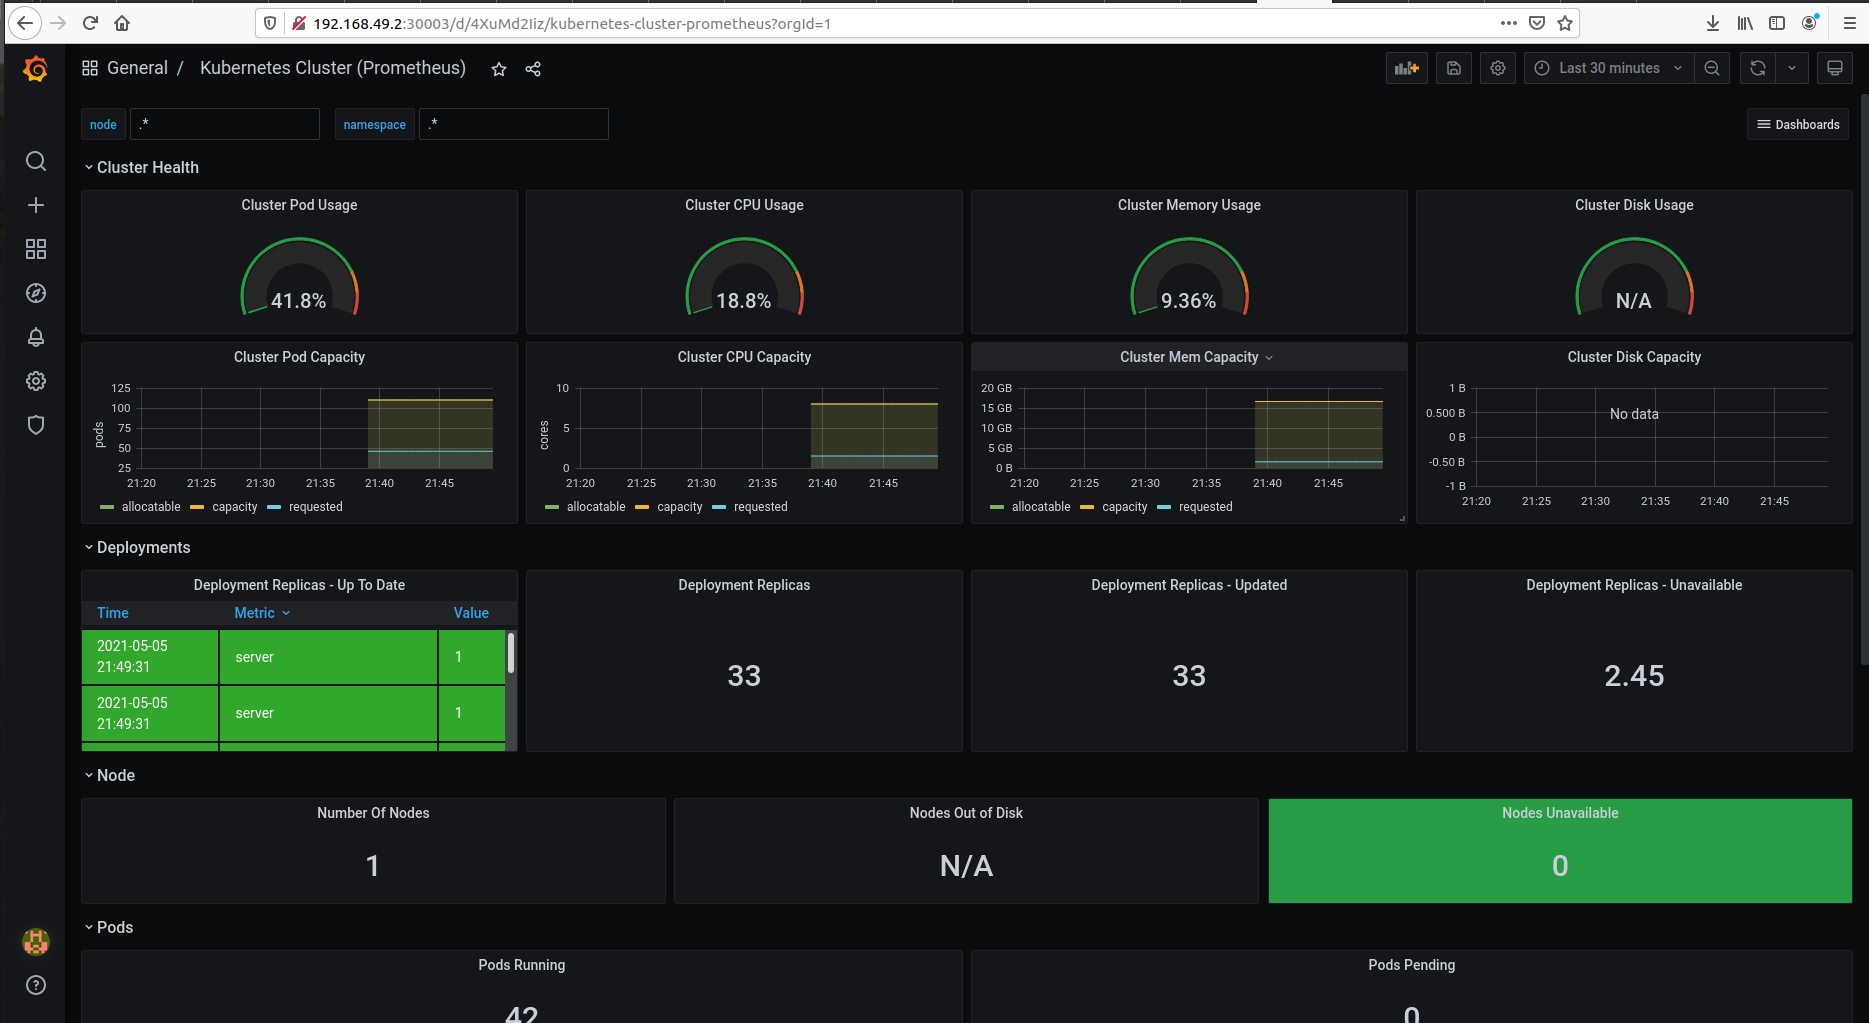 192.168.49.2:30003/d/4XuMd2Iiz/kubernetes-cluster-prometheus?orgId=1
General / Kubernetes Cluster (Prometheus)
Last 30 minutes
node .* namespace .*
Dashboards
Cluster Health
Cluster Pod Usage
41.8%
Cluster CPU Usage
18.8%
Cluster Memory Usage
9.36%
Cluster Disk Usage
N/A
Cluster Pod Capacity
pods
125
100
75
50
25
21:20 21:25 21:30 21:35 21:40 21:45
allocatable capacity requested
Cluster CPU Capacity
cores
10
5
0
21:20 21:25 21:30 21:35 21:40 21:45
allocatable capacity requested
Cluster Mem Capacity
20 GB
15 GB
10 GB
5 GB
0 B
21:20 21:25 21:30 21:35 21:40 21:45
allocatable capacity requested
Cluster Disk Capacity
1 B
0.500 B
0 B
-0.50 B
-1 B
No data
21:20 21:25 21:30 21:35 21:40 21:45
Deployments
Deployment Replicas - Up To Date
Time Metric Value
2021-05-05
21:49:31
server 1
2021-05-05
21:49:31
server 1
Deployment Replicas
33
Deployment Replicas - Updated
33
Deployment Replicas - Unavailable
2.45
Node
Number Of Nodes
1
Nodes Out of Disk
N/A
Nodes Unavailable
0
Pods
Pods Running
42
Pods Pending
0